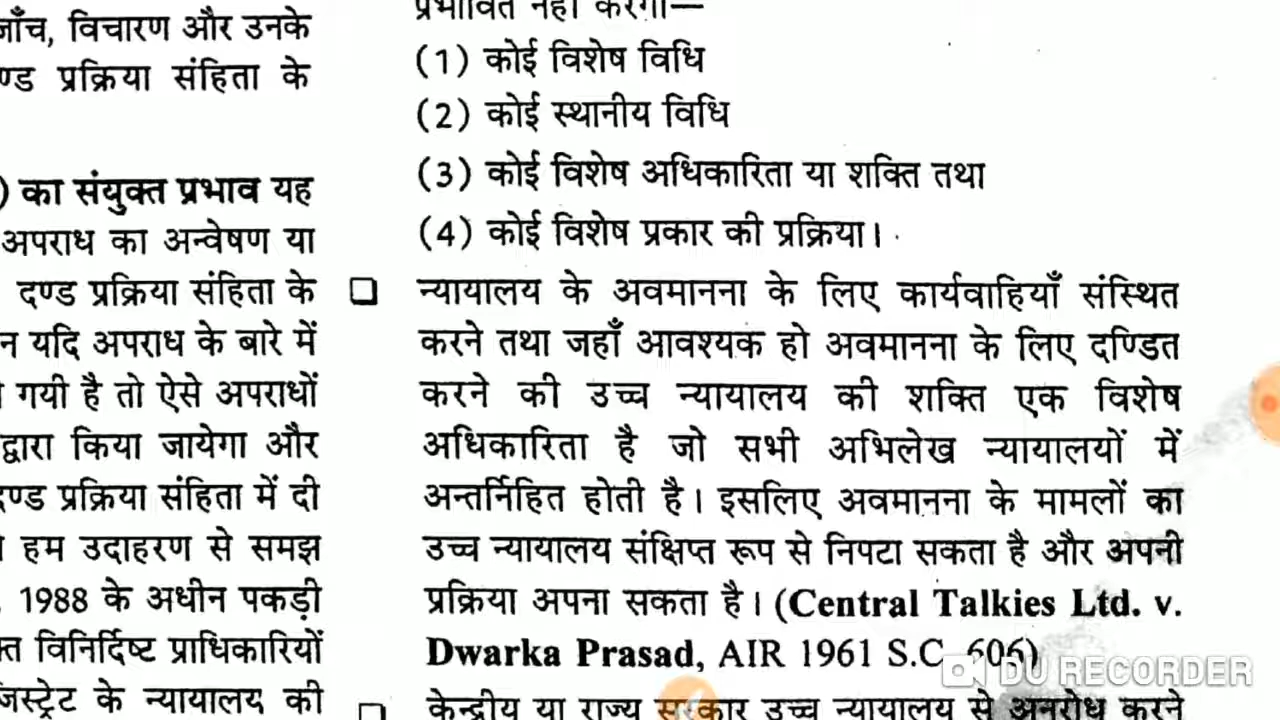 जाँच, विचारण और उनके
ण्ड प्रक्रिया संहिता के
) का संयुक्त प्रभाव यह
अपराध का अन्वेषण या
दण्ड प्रक्रिया संहिता के
न यदि अपराध के बारे में
गयी है तो ऐसे अपराधों
द्वारा किया जायेगा और
दण्ड प्रक्रिया संहिता में दी
हम उदाहरण से समझ
1988 के अधीन पकड़ी
क्त विनिर्दिष्ट प्राधिकारियों
जिस्ट्रेट के न्यायालय की
प्रभावित नहीं करेगी—
(1) कोई विशेष विधि
(2) कोई स्थानीय विधि
(3) कोई विशेष अधिकारिता या शक्ति तथा
(4) कोई विशेष प्रकार की प्रक्रिया।
न्यायालय के अवमानना के लिए कार्यवाहियाँ संस्थित
करने तथा जहाँ आवश्यक हो अवमानना के लिए दण्डित
करने की उच्च न्यायालय की शक्ति एक विशेष
अधिकारिता है जो सभी अभिलेख न्यायालयों में
अन्तर्निहित होती है। इसलिए अवमानना के मामलों का
उच्च न्यायालय संक्षिप्त रूप से निपटा सकता है और अपनी
प्रक्रिया अपना सकता है। (Central Talkies Ltd. v.
Dwarka Prasad, AIR 1961 S.C. 606)
केन्द्रीय या राज्य सरकार उच्च न्यायालय से अनुरोध करने
DU RECORDER